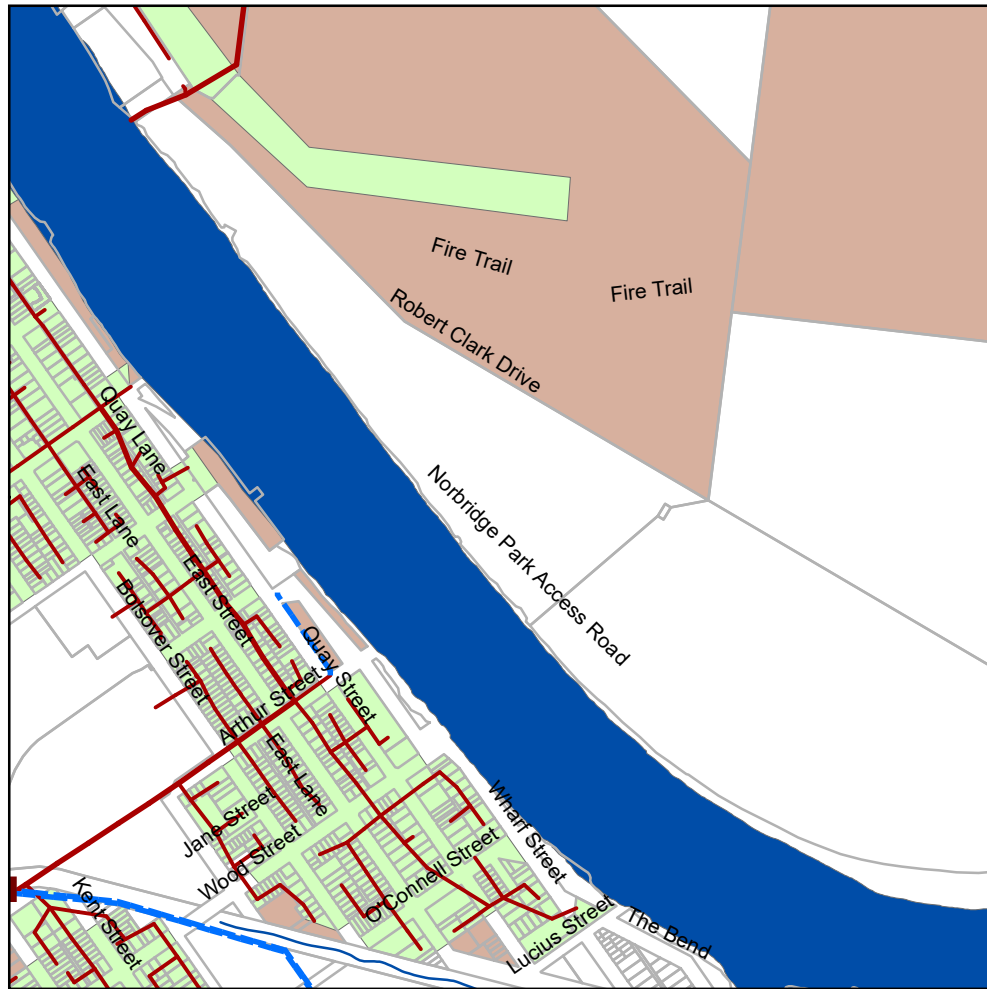 Fire Trail
Fire Trail
Robert Clark Drive
Quay Lane
East Lane
Norbridge Park Access Road
East Street
Bolsover Street
Quay Street
Arthur Street
East Lane
Jane Street
Wood Street
Wharf Street
O'Connell Street
Kent Street
Lucius Street
The Bend